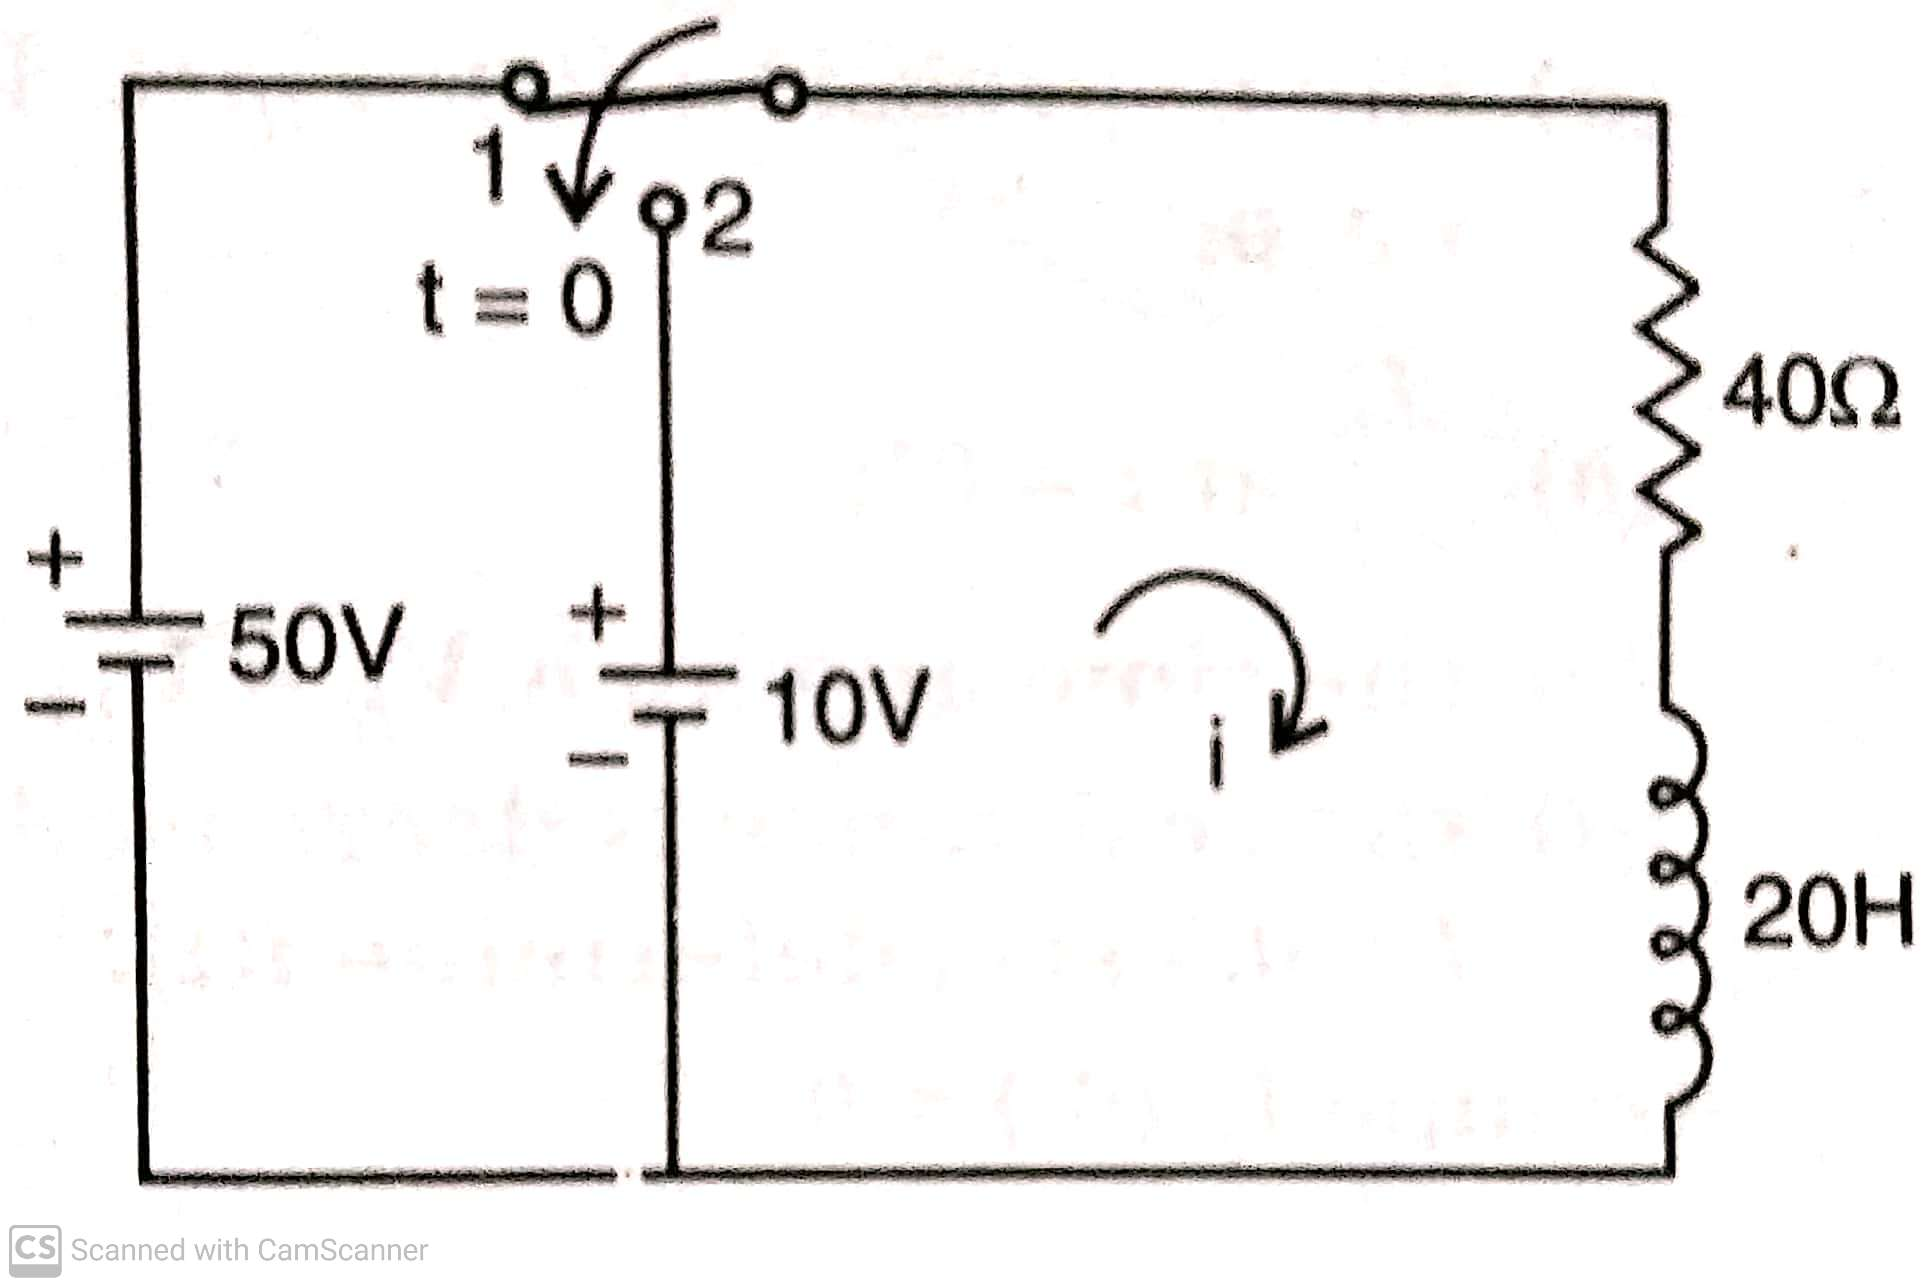 1
2
t = 0
40Ω
+
50V
−
+
10V
−
i
20H
CS Scanned with CamScanner